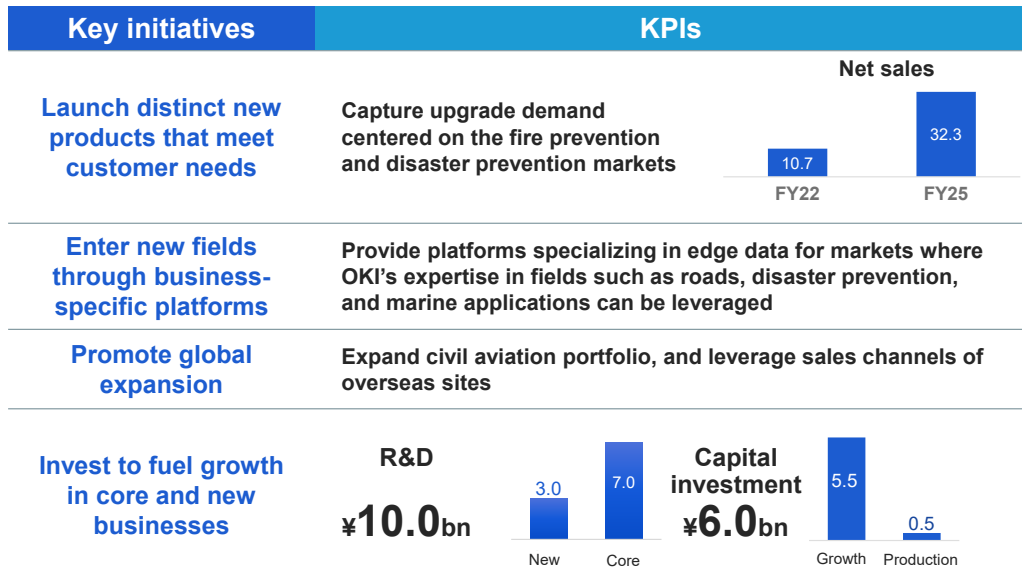 Key initiatives
KPIs
Launch distinct new
products that meet
customer needs
Capture upgrade demand
centered on the fire prevention
and disaster prevention markets
Net sales
10.7
32.3
FY22
FY25
Enter new fields
through business-
specific platforms
Provide platforms specializing in edge data for markets where
OKI's expertise in fields such as roads, disaster prevention,
and marine applications can be leveraged
Promote global
expansion
Expand civil aviation portfolio, and leverage sales channels of
overseas sites
Invest to fuel growth
in core and new
businesses
R&D
¥10.0bn
3.0
7.0
New
Core
Capital
investment
¥6.0bn
5.5
0.5
Growth
Production